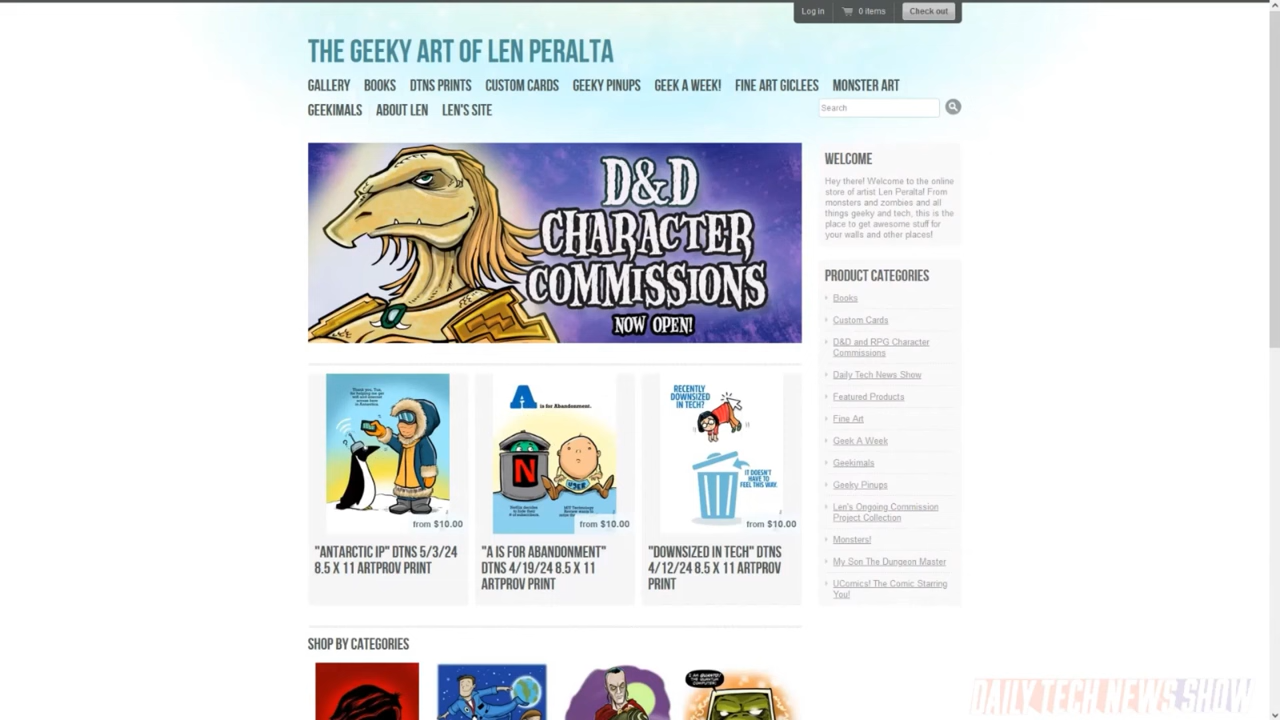 Log in
0 items
Check out
THE GEEKY ART OF LEN PERALTA
GALLERY BOOKS DTNS PRINTS CUSTOM CARDS GEEKY PINUPS GEEK A WEEK! FINE ART GICLEES MONSTER ART
GEEKIMALS ABOUT LEN LEN'S SITE
Search
D&D
CHARACTER
COMMISSIONS
NOW OPEN!
WELCOME
Hey there! Welcome to the online
store of artist Len Peralta! From
monsters and zombies and all
things geeky and tech, this is the
place to get awesome stuff for
your walls and other places!
PRODUCT CATEGORIES
Books
Custom Cards
D&D and RPG Character
Commissions
Daily Tech News Show
Featured Products
Fine Art
Geek A Week
Geekimals
Geeky Pinups
Len's Ongoing Commission
Project Collection
Monsters!
My Son The Dungeon Master
UComics! The Comic Starring
You!
from $10.00
"ANTARCTIC IP" DTNS 5/3/24
8.5 X 11 ARTPROV PRINT
A is for Abandonment.
N
from $10.00
"A IS FOR ABANDONMENT"
DTNS 4/19/24 8.5 X 11
ARTPROV PRINT
RECENTLY
DOWNSIZED
IN TECH?
IT DOESN'T
HAVE TO
FEEL THIS WAY.
from $10.00
"DOWNSIZED IN TECH" DTNS
4/12/24 8.5 X 11 ARTPROV
PRINT
SHOP BY CATEGORIES
DAILY TECH NEWS SHOW